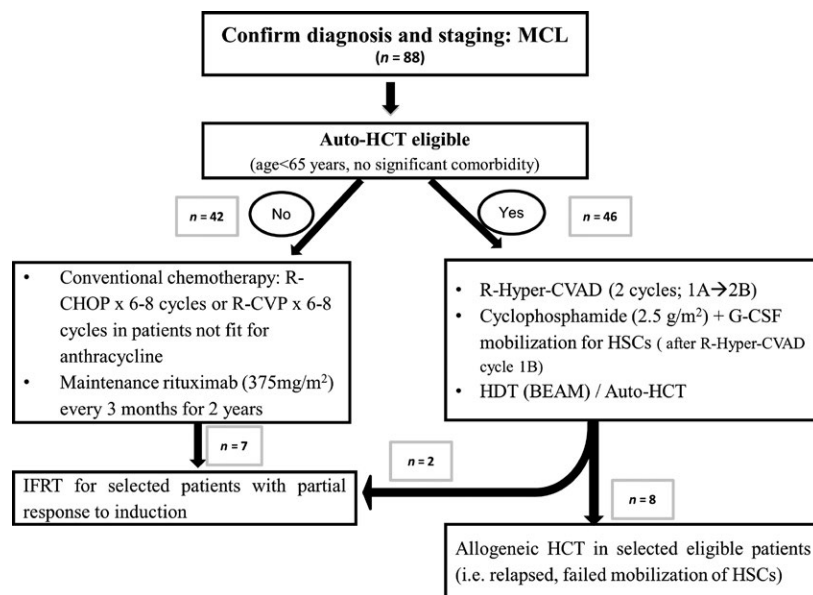 Confirm diagnosis and staging: MCL
(n = 88)
Auto-HCT eligible
(age<65 years, no significant comorbidity)
n = 42
No
Yes
n = 46
• Conventional chemotherapy: R-
CHOP x 6-8 cycles or R-CVP x 6-8
cycles in patients not fit for
anthracycline
• Maintenance rituximab (375mg/m²)
every 3 months for 2 years
• R-Hyper-CVAD (2 cycles; 1A→2B)
• Cyclophosphamide (2.5 g/m²) + G-CSF
mobilization for HSCs ( after R-Hyper-CVAD
cycle 1B)
• HDT (BEAM) / Auto-HCT
n = 7
n = 2
IFRT for selected patients with partial
response to induction
n = 8
Allogeneic HCT in selected eligible patients
(i.e. relapsed, failed mobilization of HSCs)